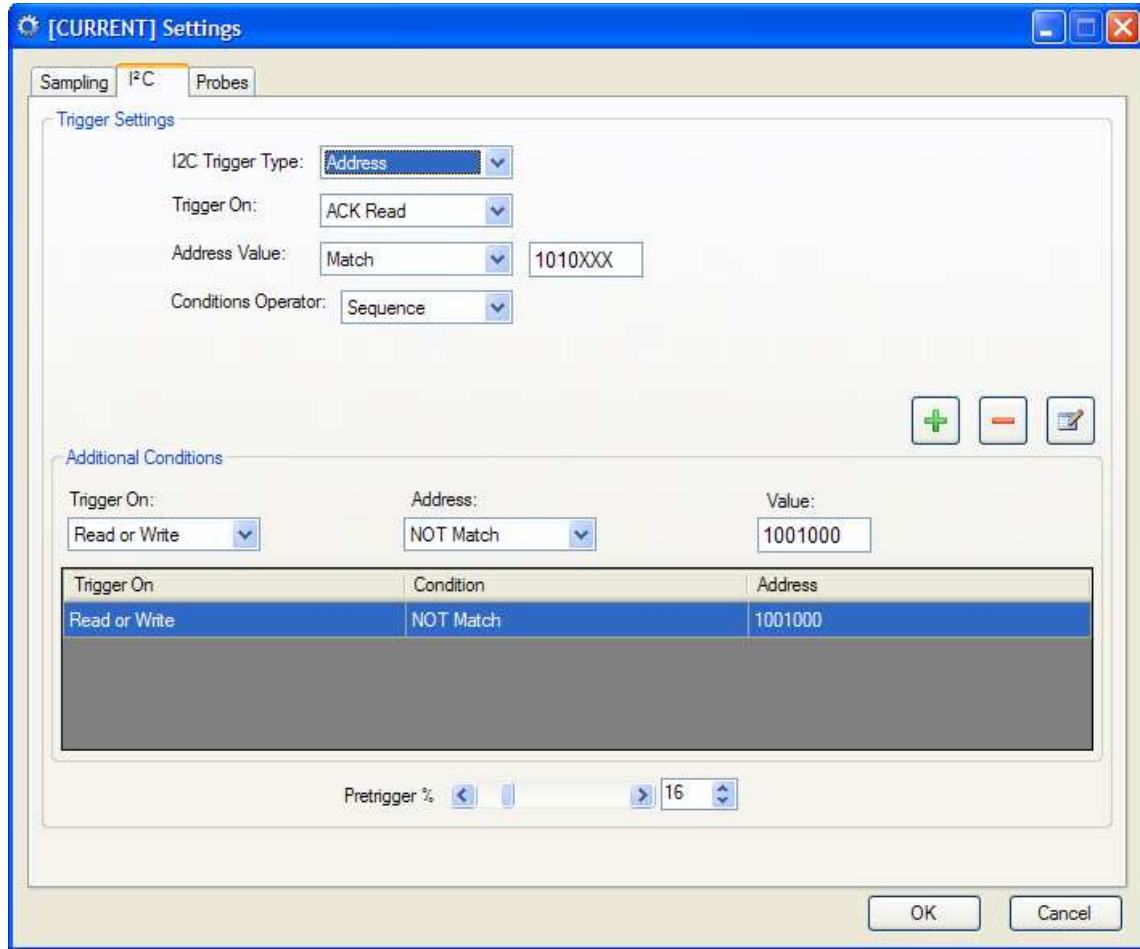 [CURRENT] Settings
Sampling I²C Probes
Trigger Settings
I2C Trigger Type: Address
Trigger On: ACK Read
Address Value: Match 1010XXX
Conditions Operator: Sequence
Additional Conditions
Trigger On: Address: Value:
Read or Write NOT Match 1001000
Trigger On Condition Address
Read or Write NOT Match 1001000
Pretrigger % 16
OK Cancel